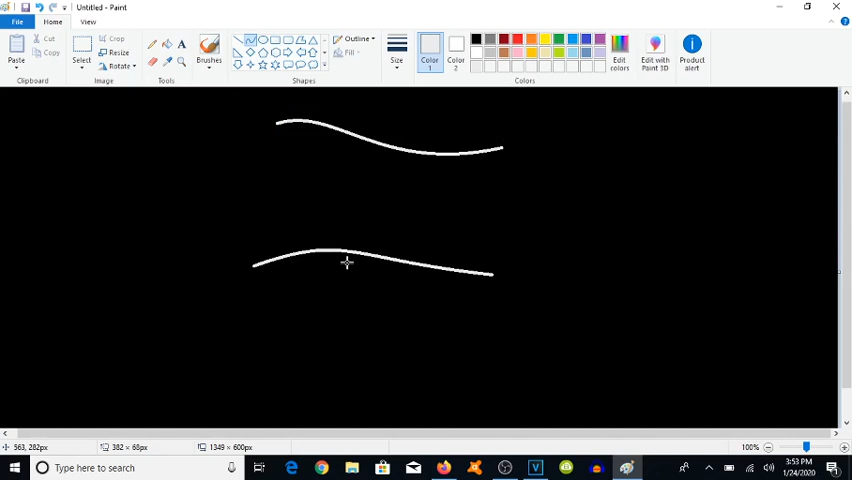 Untitled - Paint
File
Home
View
Paste
Cut
Copy
Clipboard
Select
Crop
Resize
Rotate
Image
A
Tools
Brushes
Shapes
Outline
Fill
Size
Color
1
Color
2
Colors
Edit
colors
Edit with
Paint 3D
Product
alert
563, 282px
382 × 68px
1349 × 600px
100%
Type here to search
3:53 PM
1/24/2020